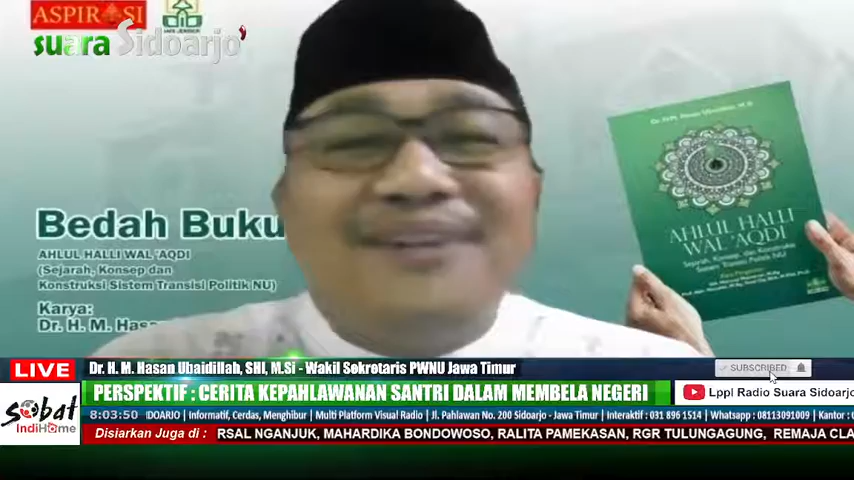 ASPIRASI
suara Sidoarjo
Bedah Buku
AHLUL HALLI WAL 'AQDI
(Sejarah, Konsep dan
Konstruksi Sistem Transisi Politik NU)
Karya:
Dr. H. M. Has
AHLUL HALLI
WAL 'AQDI
Sejarah, Konsep, dan Konstruksi
Sistem Transisi Politik NU
LIVE
Dr. H. M. Hasan Ubaidillah, SHI, M.Si - Wakil Sekretaris PWNU Jawa Timur
SUBSCRIBED
PERSPEKTIF : CERITA KEPAHLAWANAN SANTRI DALAM MEMBELA NEGERI
Lppl Radio Suara Sidoarjo
Sobat
IndiHome
8:03:50
IDOARJO | Informatif, Cerdas, Menghibur | Multi Platform Visual Radio | Jl. Pahlawan No. 200 Sidoarjo - Jawa Timur | Interaktif : 031 896 1514 | Whatsapp : 08113091009 | Kantor :
Disiarkan Juga di :
RSAL NGANJUK, MAHARDIKA BONDOWOSO, RALITA PAMEKASAN, RGR TULUNGAGUNG, REMAJA CLA